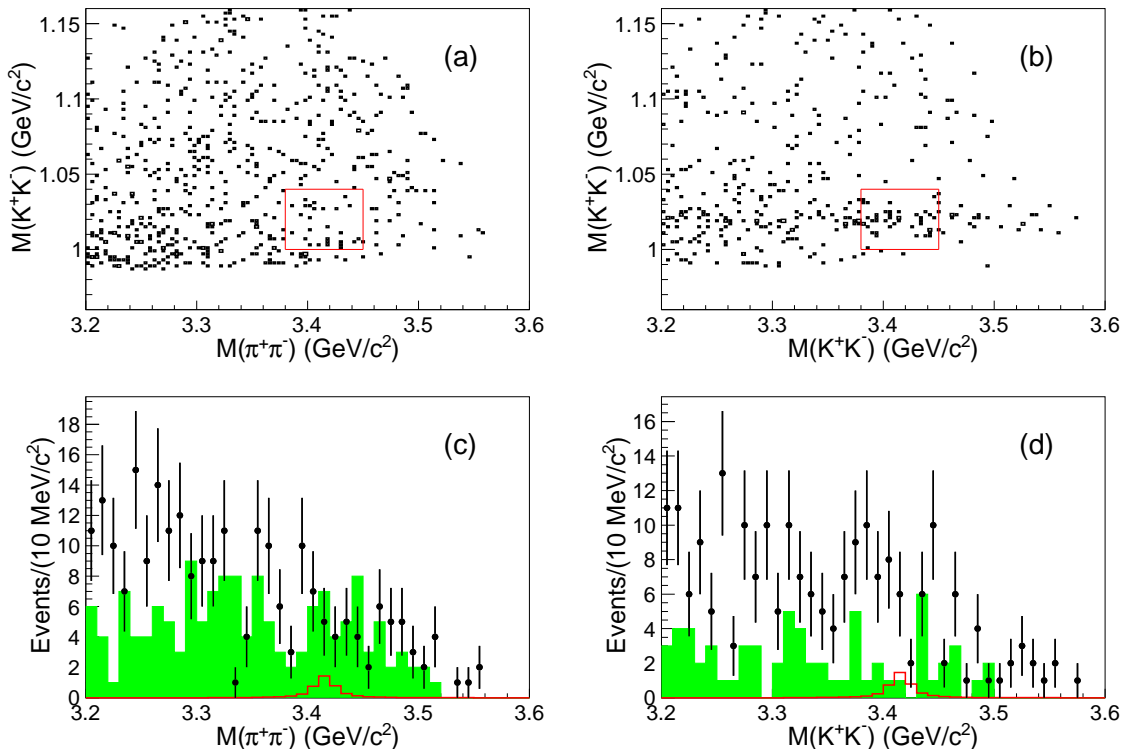 1.15
1.1
1.05
1
M(K⁺K⁻) (GeV/c²)
(a)
3.2 3.3 3.4 3.5 3.6
M(π⁺π⁻) (GeV/c²)
1.15
1.1
1.05
1
M(K⁺K⁻) (GeV/c²)
(b)
3.2 3.3 3.4 3.5 3.6
M(K⁺K⁻) (GeV/c²)
18
16
14
12
10
8
6
4
2
0
Events/(10 MeV/c²)
(c)
3.2 3.3 3.4 3.5 3.6
M(π⁺π⁻) (GeV/c²)
16
14
12
10
8
6
4
2
0
Events/(10 MeV/c²)
(d)
3.2 3.3 3.4 3.5 3.6
M(K⁺K⁻) (GeV/c²)